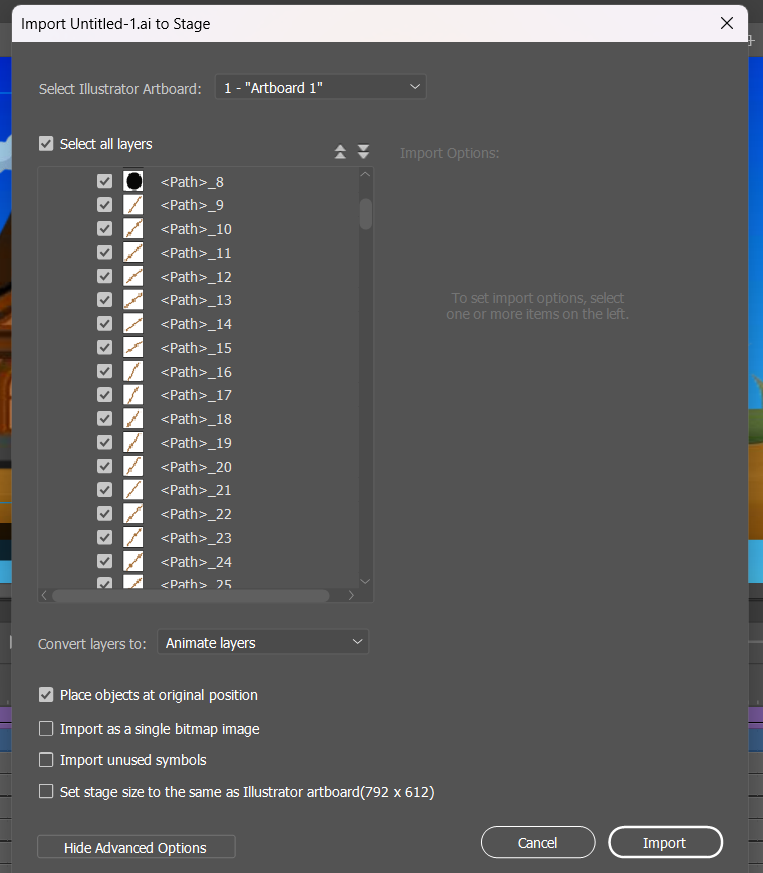 Import Untitled-1.ai to Stage
Select Illustrator Artboard:
1 - "Artboard 1"
Select all layers
Import Options:
<Path>_8
<Path>_9
<Path>_10
<Path>_11
<Path>_12
<Path>_13
<Path>_14
<Path>_15
<Path>_16
<Path>_17
<Path>_18
<Path>_19
<Path>_20
<Path>_21
<Path>_22
<Path>_23
<Path>_24
<Path>_25
To set import options, select
one or more items on the left.
Convert layers to:
Animate layers
Place objects at original position
Import as a single bitmap image
Import unused symbols
Set stage size to the same as Illustrator artboard(792 x 612)
Hide Advanced Options
Cancel
Import